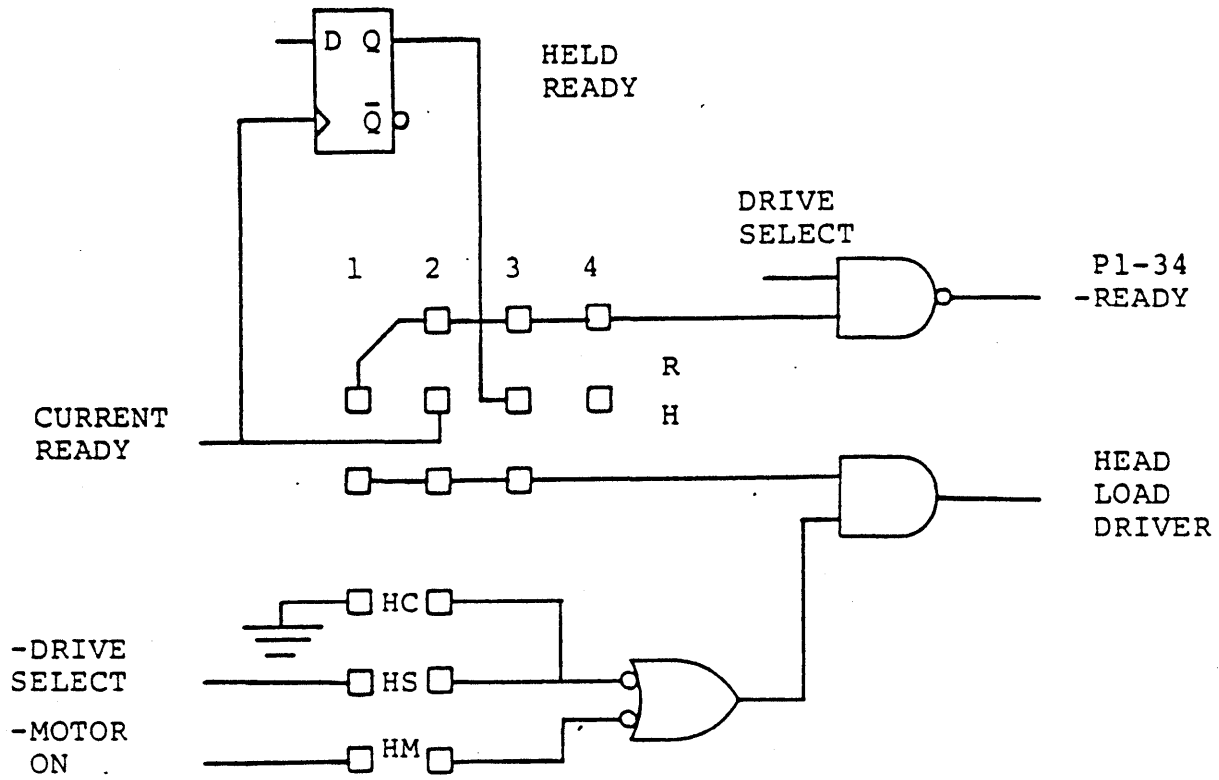 D Q
Q̅
HELD
READY
DRIVE
SELECT
1 2 3 4
P1-34
-READY
R
H
CURRENT
READY
HEAD
LOAD
DRIVER
HC
-DRIVE
SELECT
HS
-MOTOR
ON
HM